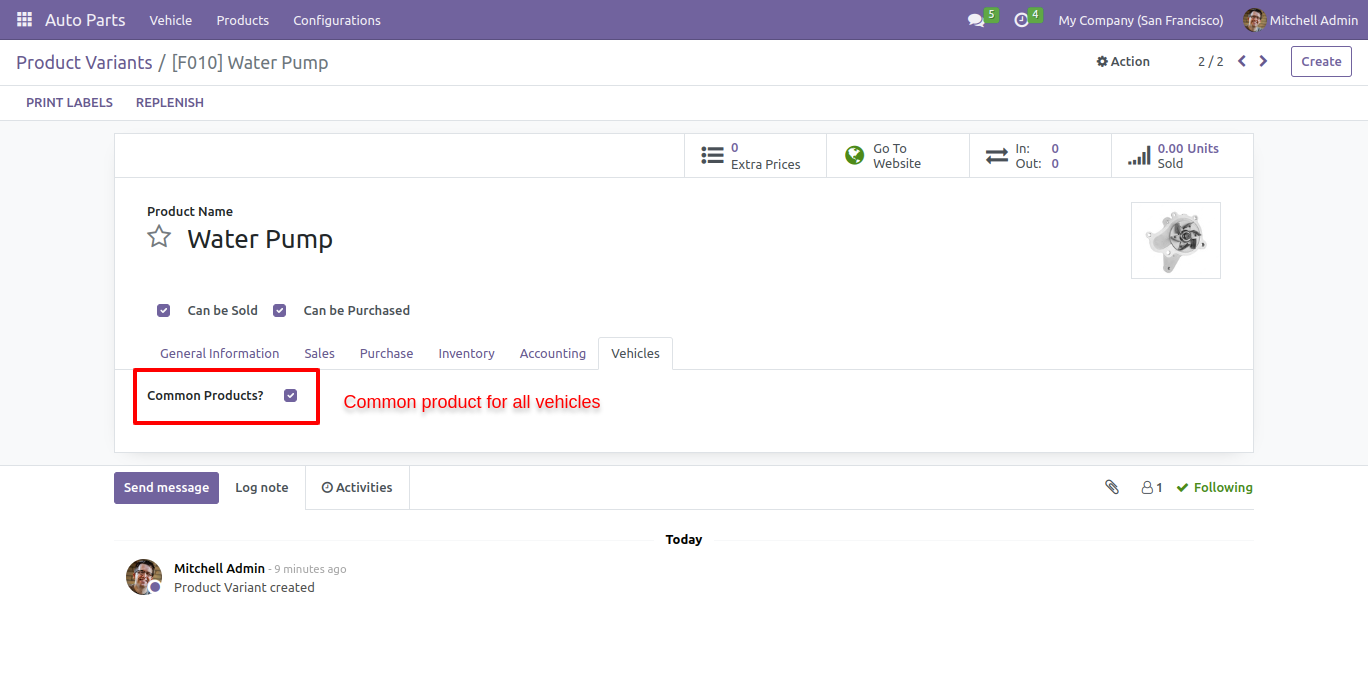 Auto Parts Vehicle Products Configurations 5 4 My Company (San Francisco) Mitchell Admin
Product Variants / [F010] Water Pump Action 2 / 2 Create
PRINT LABELS REPLENISH
0
Extra Prices
Go To
Website
In: 0
Out: 0
0.00 Units
Sold
Product Name
Water Pump
Can be Sold Can be Purchased
General Information Sales Purchase Inventory Accounting Vehicles
Common Products? Common product for all vehicles
Send message Log note Activities 1 Following
Today
Mitchell Admin - 9 minutes ago
Product Variant created